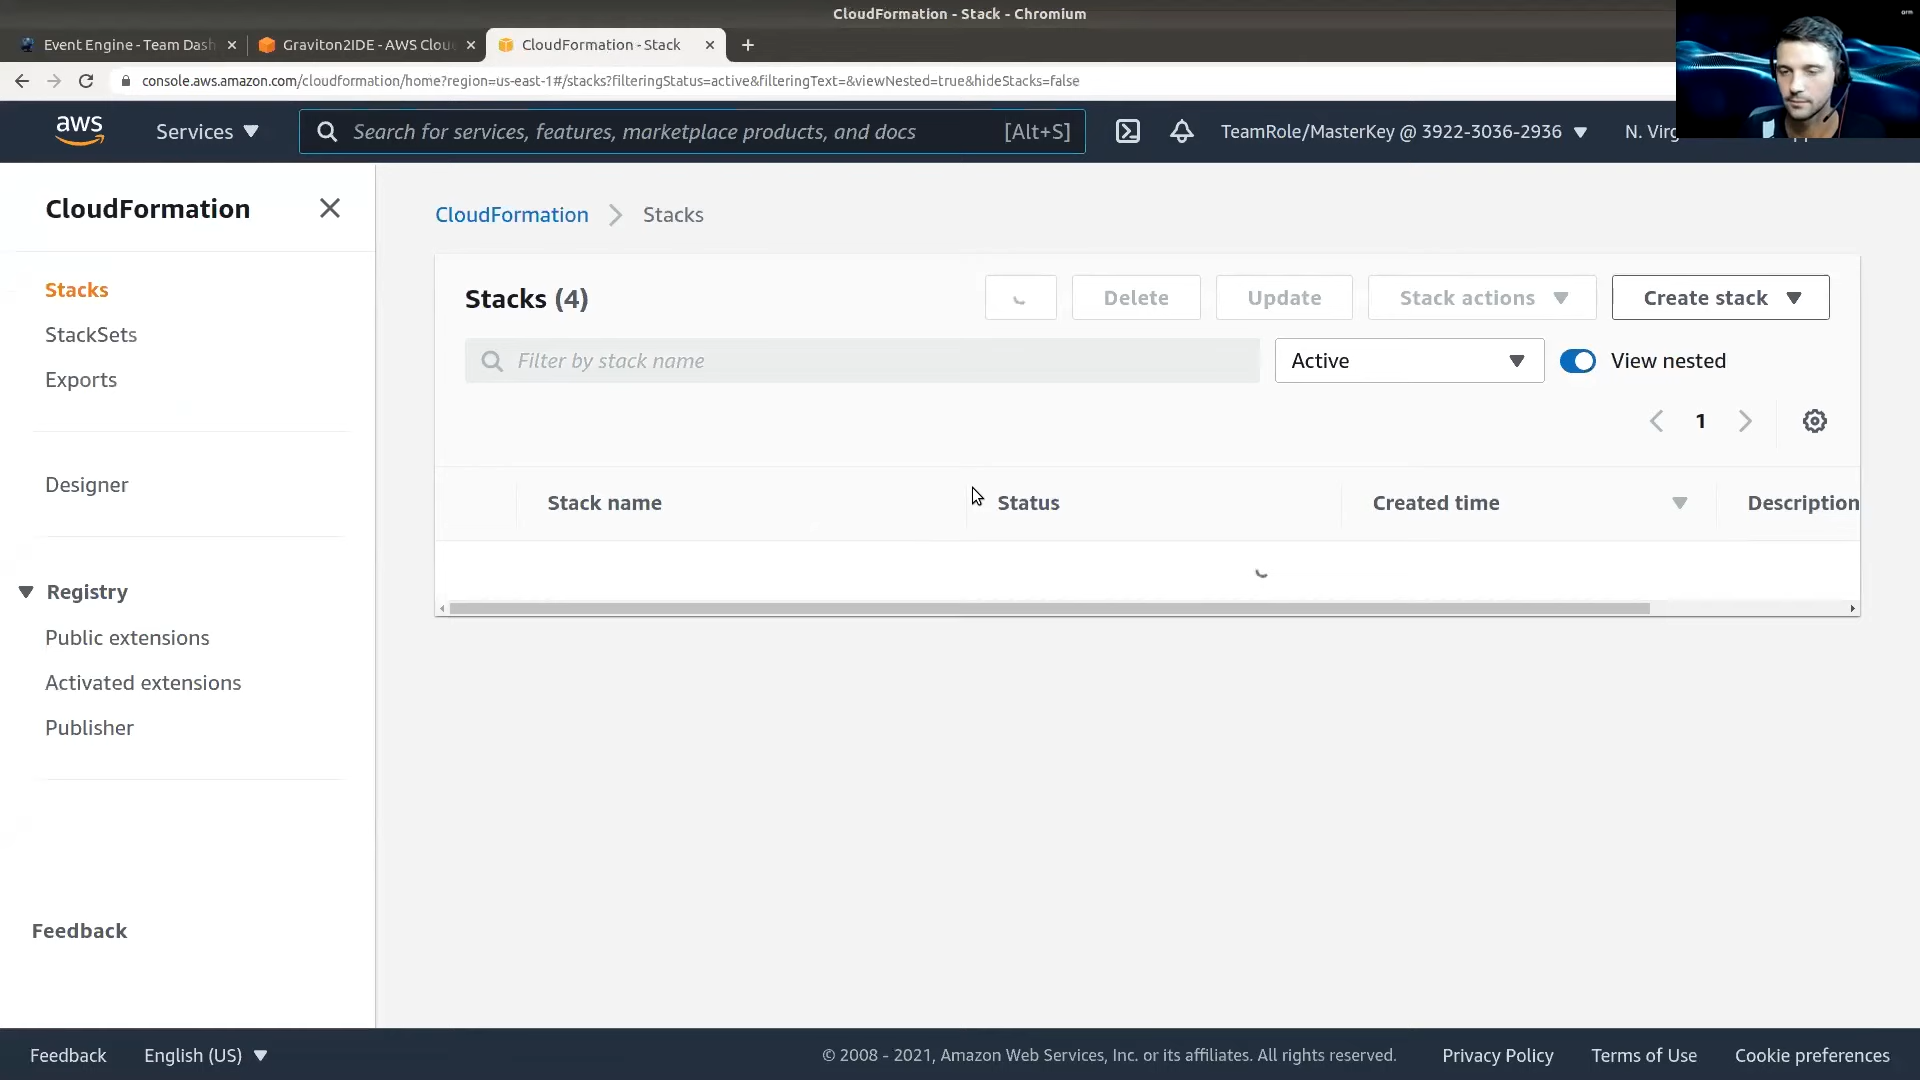 CloudFormation - Stack - Chromium
Event Engine - Team Dash
Graviton2IDE - AWS Clou
CloudFormation - Stack
console.aws.amazon.com/cloudformation/home?region=us-east-1#/stacks?filteringStatus=active&filteringText=&viewNested=true&hideStacks=false
aws
Services
Search for services, features, marketplace products, and docs [Alt+S]
TeamRole/MasterKey @ 3922-3036-2936
N. Virg
CloudFormation
Stacks
StackSets
Exports
Designer
Registry
Public extensions
Activated extensions
Publisher
Feedback
CloudFormation
Stacks
Stacks (4)
Delete
Update
Stack actions
Create stack
Filter by stack name
Active
View nested
1
Stack name
Status
Created time
Description
Feedback
English (US)
© 2008 - 2021, Amazon Web Services, Inc. or its affiliates. All rights reserved.
Privacy Policy
Terms of Use
Cookie preferences